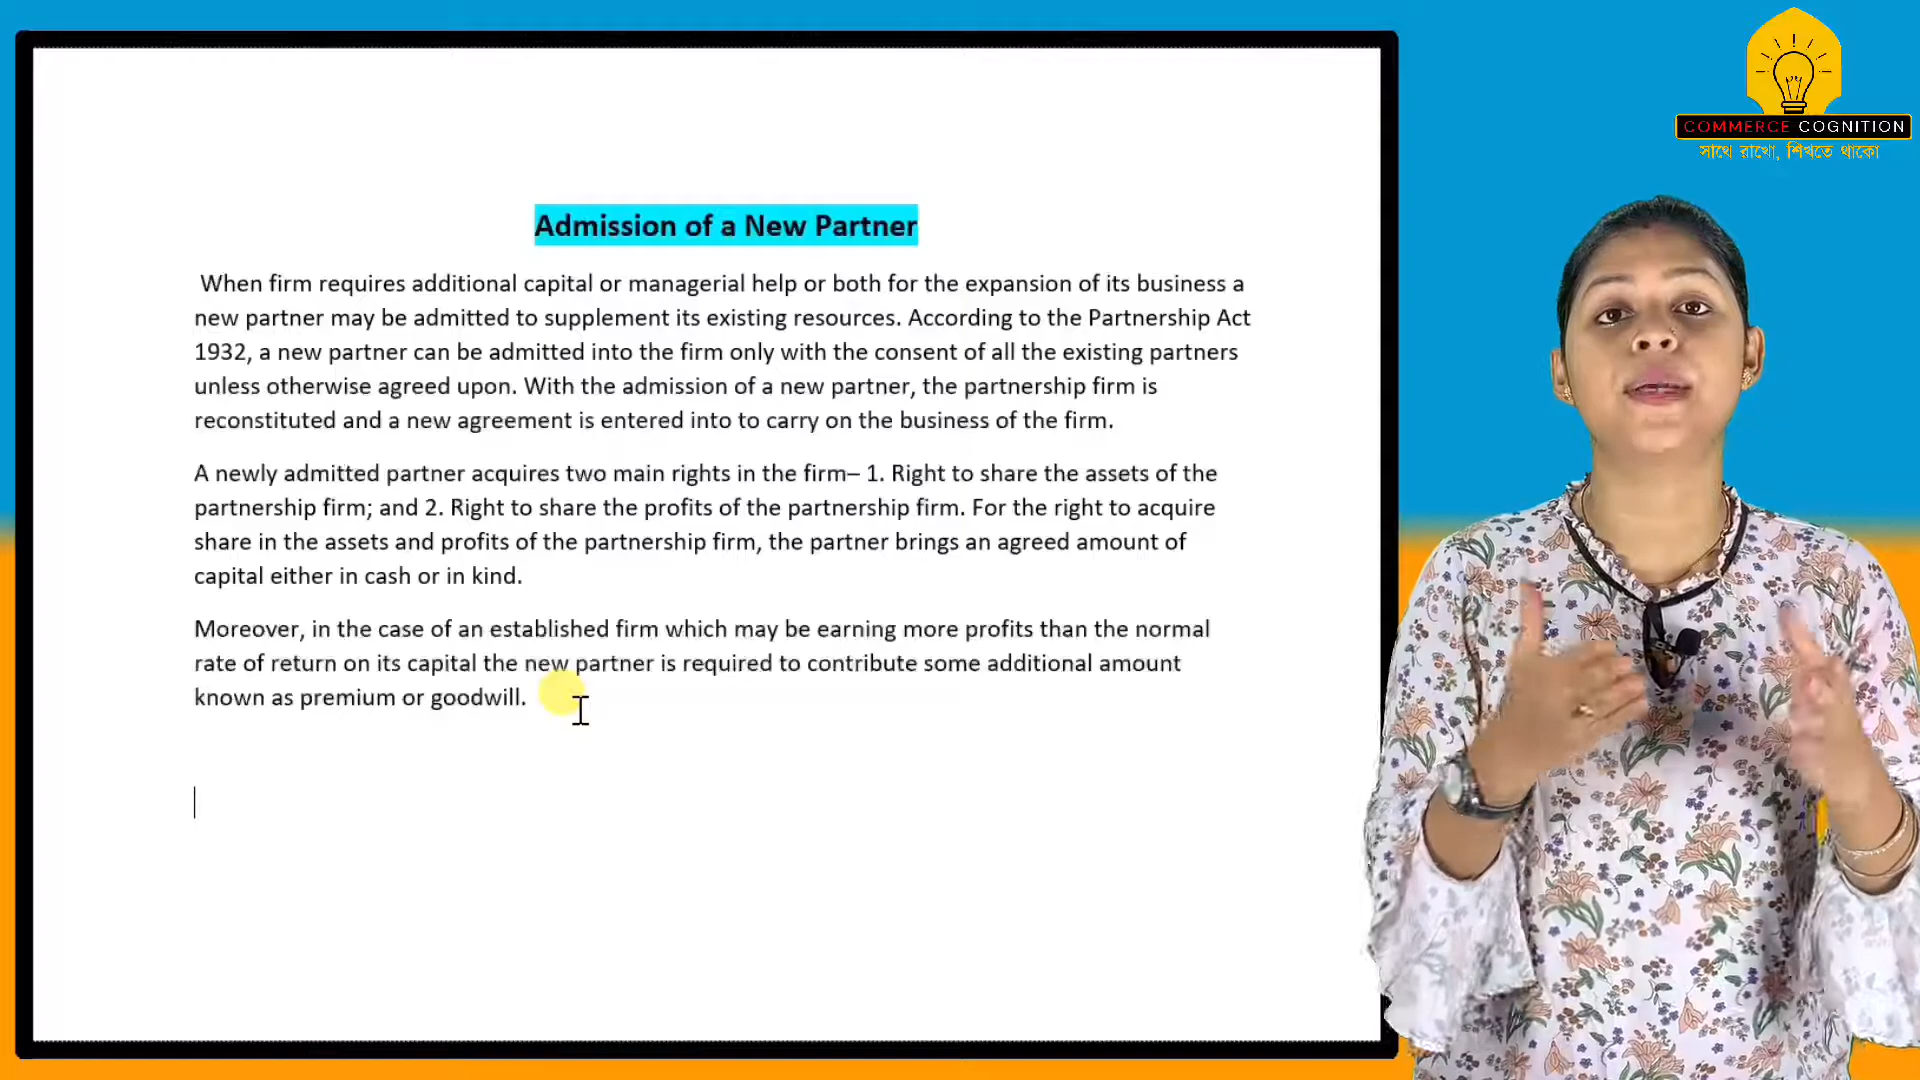 COMMERCE COGNITION
সাথে রাখো, শিখতে থাকো
Admission of a New Partner
When firm requires additional capital or managerial help or both for the expansion of its business a
new partner may be admitted to supplement its existing resources. According to the Partnership Act
1932, a new partner can be admitted into the firm only with the consent of all the existing partners
unless otherwise agreed upon. With the admission of a new partner, the partnership firm is
reconstituted and a new agreement is entered into to carry on the business of the firm.
A newly admitted partner acquires two main rights in the firm– 1. Right to share the assets of the
partnership firm; and 2. Right to share the profits of the partnership firm. For the right to acquire
share in the assets and profits of the partnership firm, the partner brings an agreed amount of
capital either in cash or in kind.
Moreover, in the case of an established firm which may be earning more profits than the normal
rate of return on its capital the new partner is required to contribute some additional amount
known as premium or goodwill.